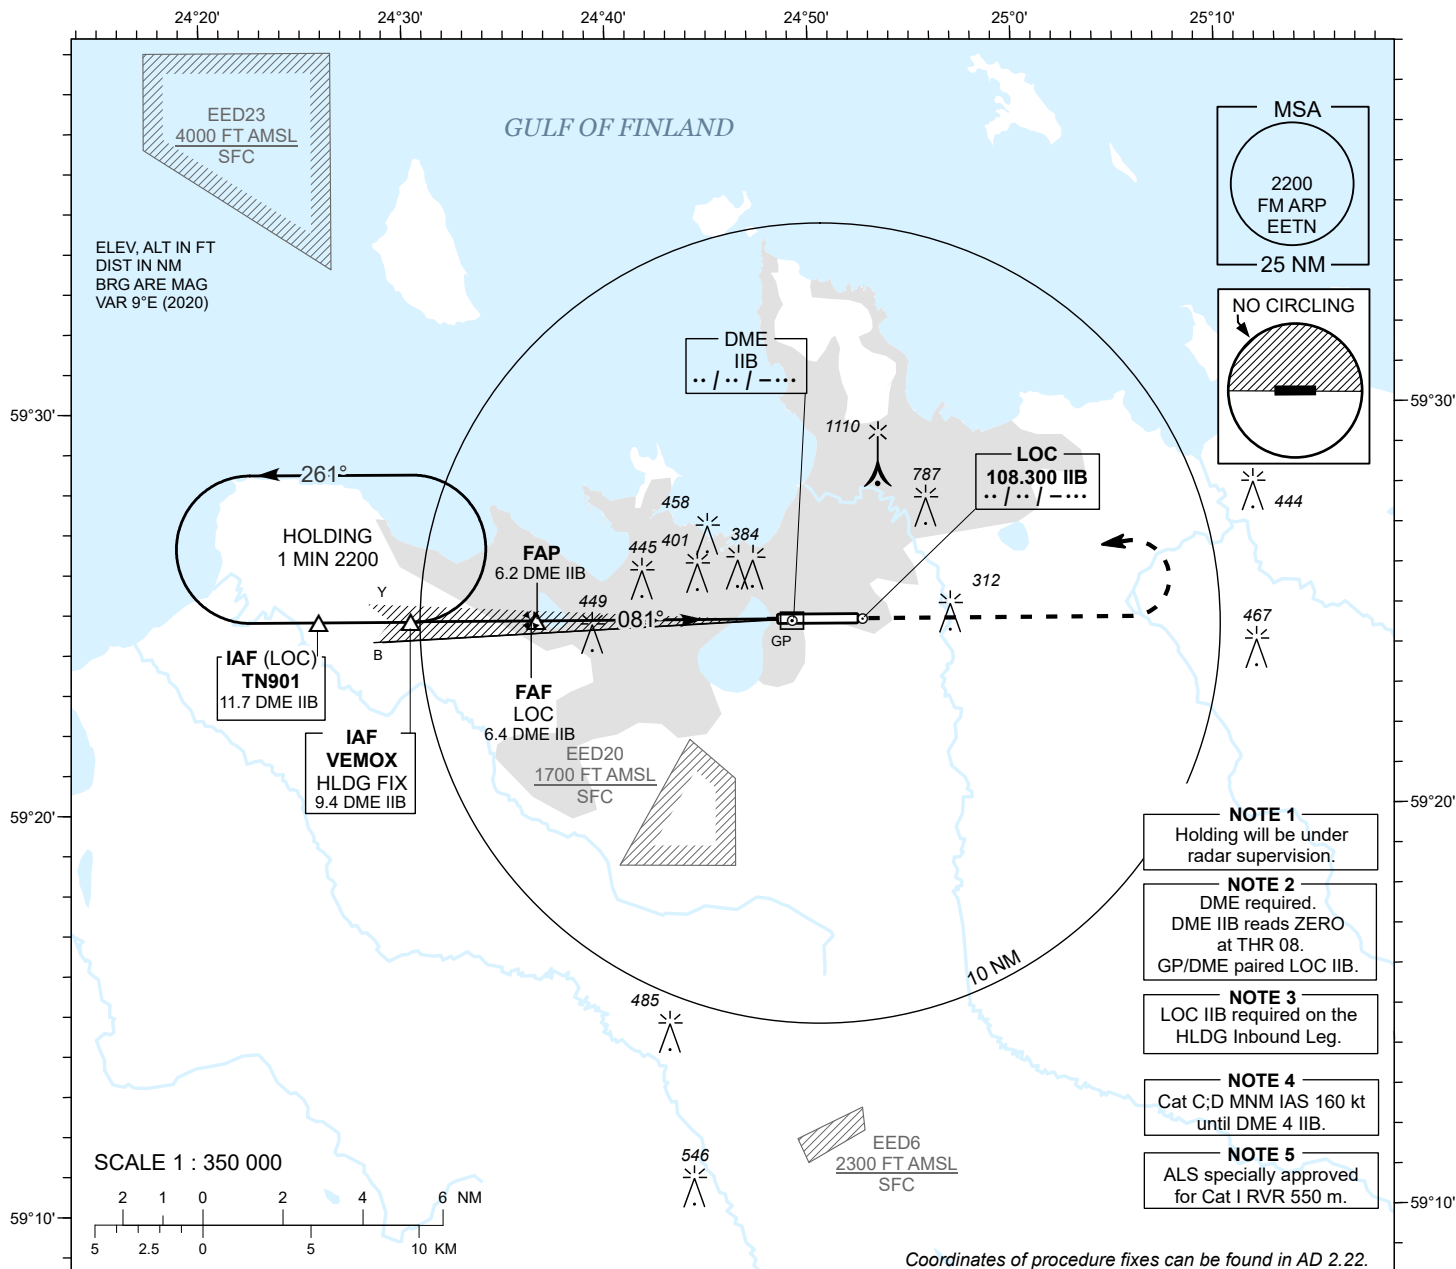 24°20'
24°30'
24°40'
24°50'
25°0'
25°10'
EED23
4000 FT AMSL
SFC
GULF OF FINLAND
MSA
2200
FM ARP
EETN
25 NM
ELEV, ALT IN FT
DIST IN NM
BRG ARE MAG
VAR 9°E (2020)
NO CIRCLING
DME
IIB
·· / ·· / –···
59°30'
59°30'
1110
LOC
108.300 IIB
·· / ·· / –···
787
444
261°
HOLDING
1 MIN 2200
458
384
401
445
FAP
6.2 DME IIB
312
Y
449
081°
467
B
GP
IAF (LOC)
TN901
11.7 DME IIB
FAF
LOC
6.4 DME IIB
IAF
VEMOX
HLDG FIX
9.4 DME IIB
EED20
1700 FT AMSL
SFC
59°20'
59°20'
NOTE 1
Holding will be under
radar supervision.
NOTE 2
DME required.
DME IIB reads ZERO
at THR 08.
GP/DME paired LOC IIB.
10 NM
485
NOTE 3
LOC IIB required on the
HLDG Inbound Leg.
NOTE 4
Cat C;D MNM IAS 160 kt
until DME 4 IIB.
EED6
2300 FT AMSL
SFC
546
NOTE 5
ALS specially approved
for Cat I RVR 550 m.
SCALE 1 : 350 000
2 1 0 2 4 6 NM
5 2.5 0 5 10 KM
59°10'
59°10'
Coordinates of procedure fixes can be found in AD 2.22.